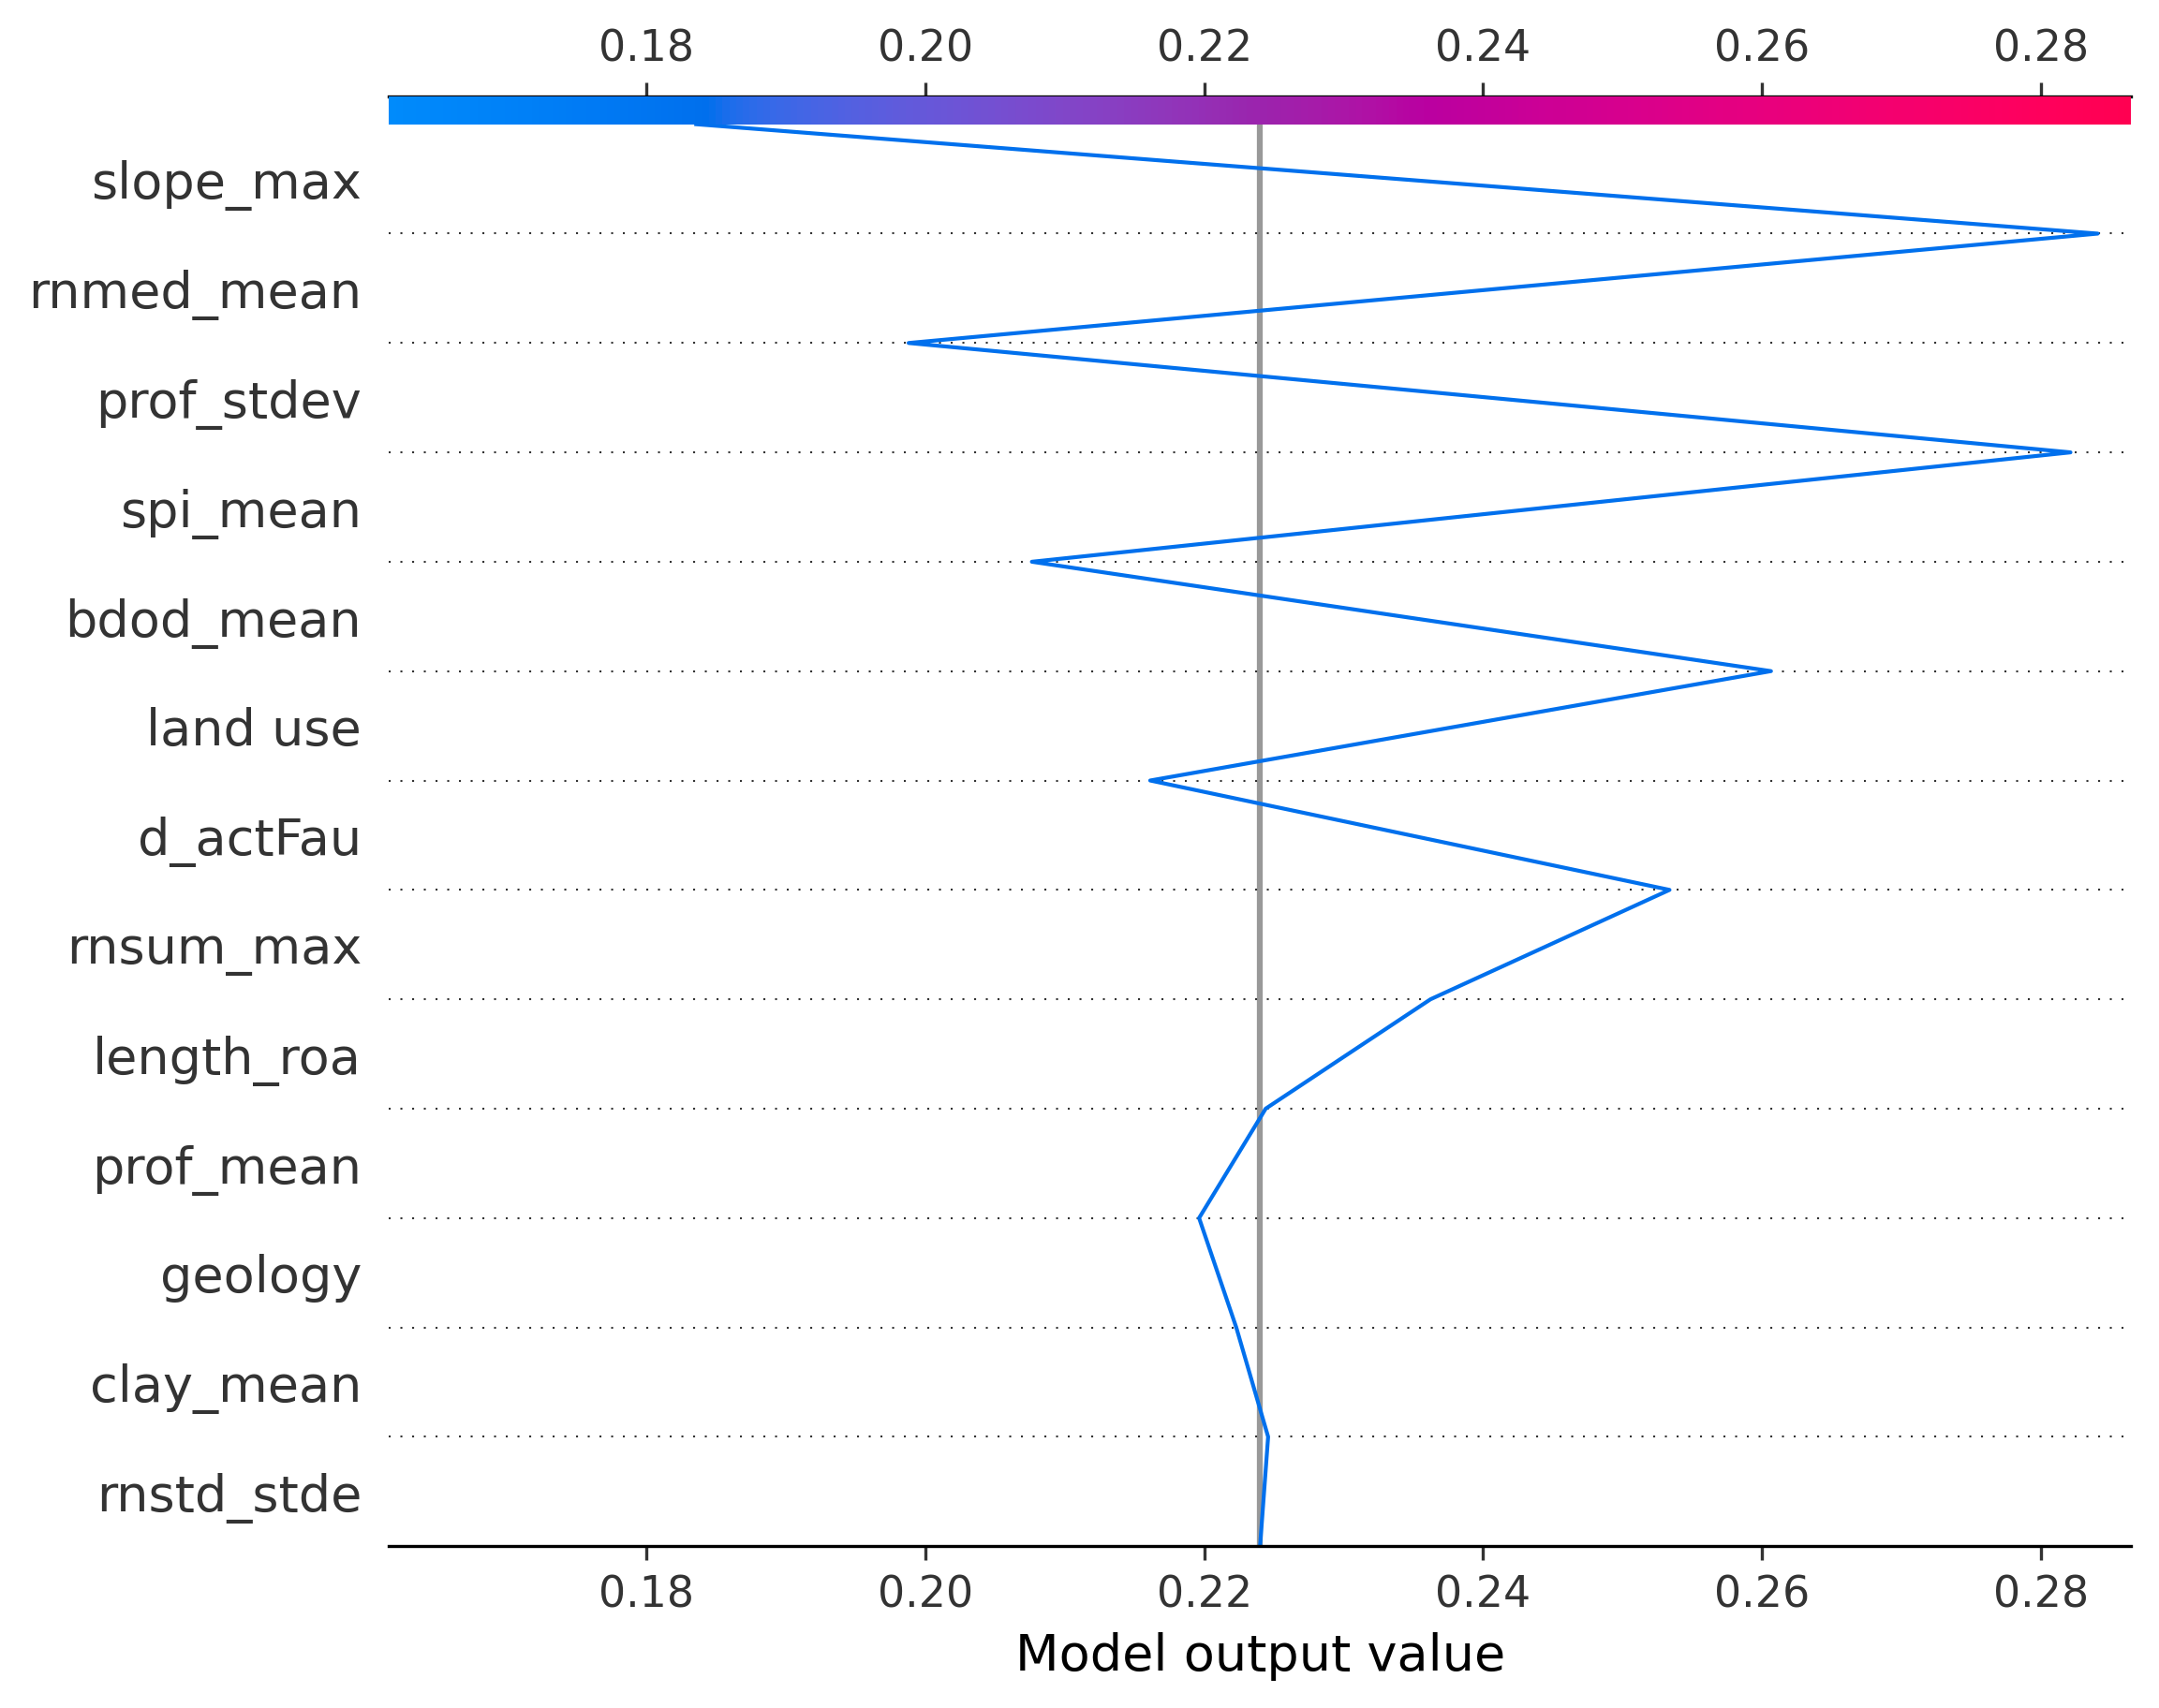 0.18 0.20 0.22 0.24 0.26 0.28
slope_max
rnmed_mean
prof_stdev
spi_mean
bdod_mean
land use
d_actFau
rnsum_max
length_roa
prof_mean
geology
clay_mean
rnstd_stde
0.18 0.20 0.22 0.24 0.26 0.28
Model output value